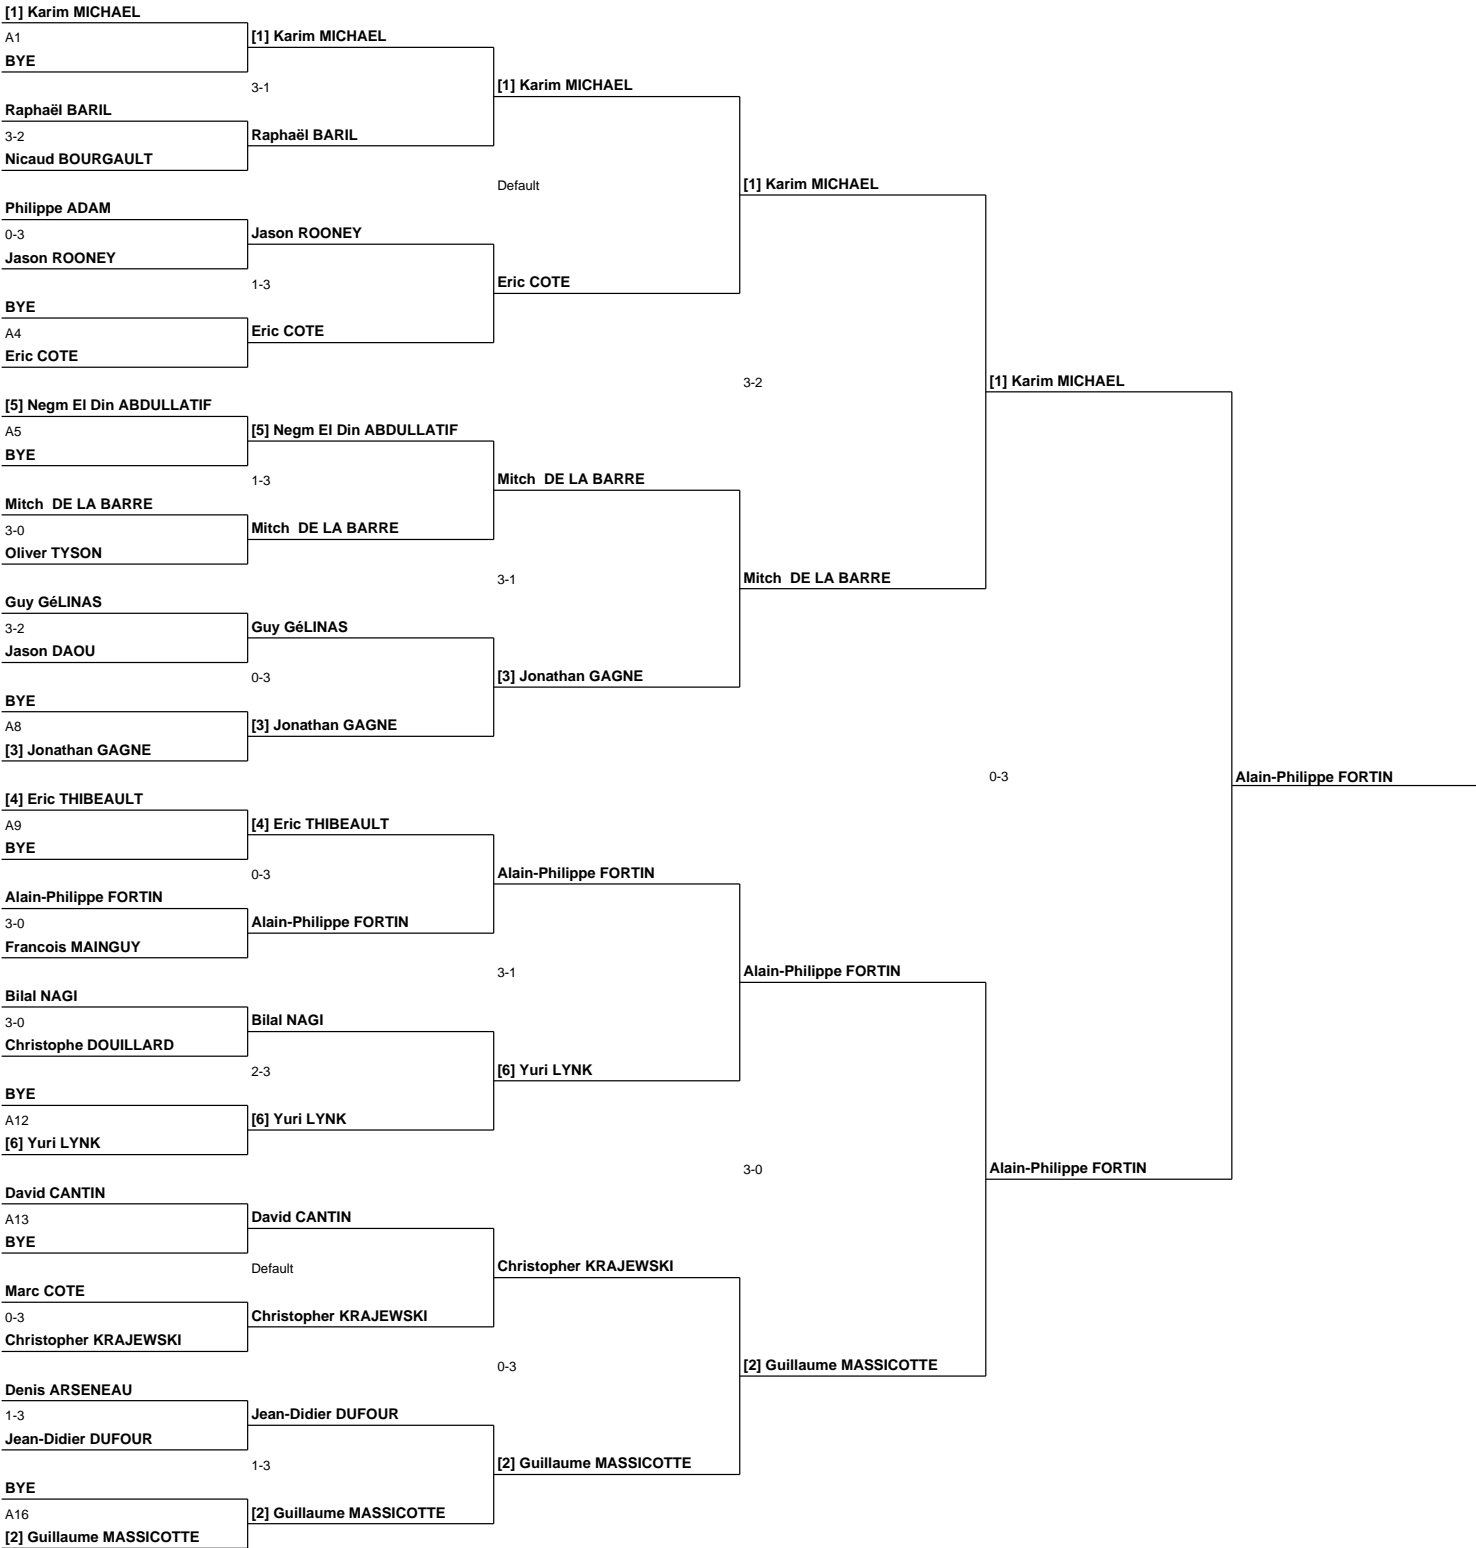 [1] Karim MICHAEL
A1
BYE
Raphaël BARIL
3-2
Nicaud BOURGAULT
Philippe ADAM
0-3
Jason ROONEY
BYE
A4
Eric COTE
[5] Negm El Din ABDULLATIF
A5
BYE
Mitch  DE LA BARRE
3-0
Oliver TYSON
Guy GéLINAS
3-2
Jason DAOU
BYE
A8
[3] Jonathan GAGNE
[4] Eric THIBEAULT
A9
BYE
Alain-Philippe FORTIN
3-0
Francois MAINGUY
Bilal NAGI
3-0
Christophe DOUILLARD
BYE
A12
[6] Yuri LYNK
David CANTIN
A13
BYE
Marc COTE
0-3
Christopher KRAJEWSKI
Denis ARSENEAU
1-3
Jean-Didier DUFOUR
BYE
A16
[2] Guillaume MASSICOTTE
[1] Karim MICHAEL
3-1
Raphaël BARIL
Jason ROONEY
1-3
Eric COTE
[5] Negm El Din ABDULLATIF
1-3
Mitch  DE LA BARRE
Guy GéLINAS
0-3
[3] Jonathan GAGNE
[4] Eric THIBEAULT
0-3
Alain-Philippe FORTIN
Bilal NAGI
2-3
[6] Yuri LYNK
David CANTIN
Default
Christopher KRAJEWSKI
Jean-Didier DUFOUR
1-3
[2] Guillaume MASSICOTTE
[1] Karim MICHAEL
Default
Eric COTE
Mitch  DE LA BARRE
3-1
[3] Jonathan GAGNE
Alain-Philippe FORTIN
3-1
[6] Yuri LYNK
Christopher KRAJEWSKI
0-3
[2] Guillaume MASSICOTTE
[1] Karim MICHAEL
3-2
Mitch  DE LA BARRE
Alain-Philippe FORTIN
3-0
[2] Guillaume MASSICOTTE
[1] Karim MICHAEL
0-3
Alain-Philippe FORTIN
Alain-Philippe FORTIN